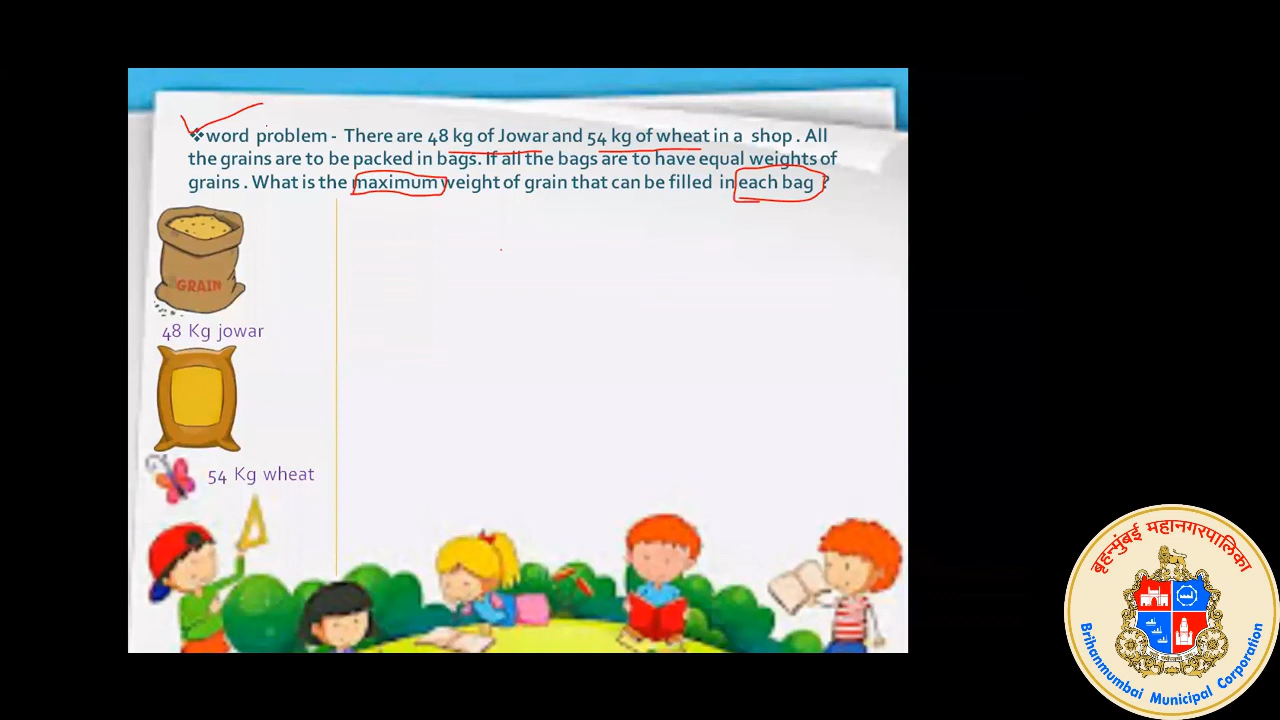 ❖word problem - There are 48 kg of Jowar and 54 kg of wheat in a shop . All
the grains are to be packed in bags. If all the bags are to have equal weights of
grains . What is the maximum weight of grain that can be filled in each bag ?
GRAIN
48 Kg jowar
54 Kg wheat
बृहन्मुंबई महानगरपालिका
Brihanmumbai Municipal Corporation